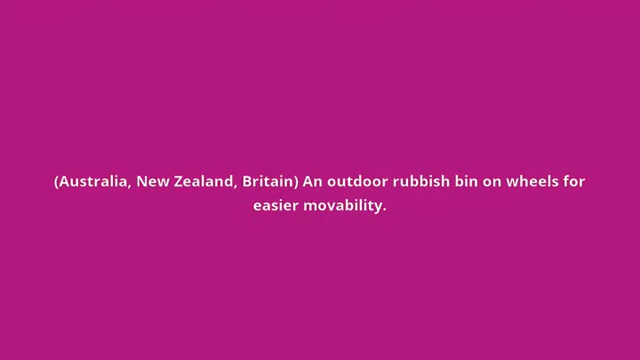 (Australia, New Zealand, Britain) An outdoor rubbish bin on wheels for
easier movability.